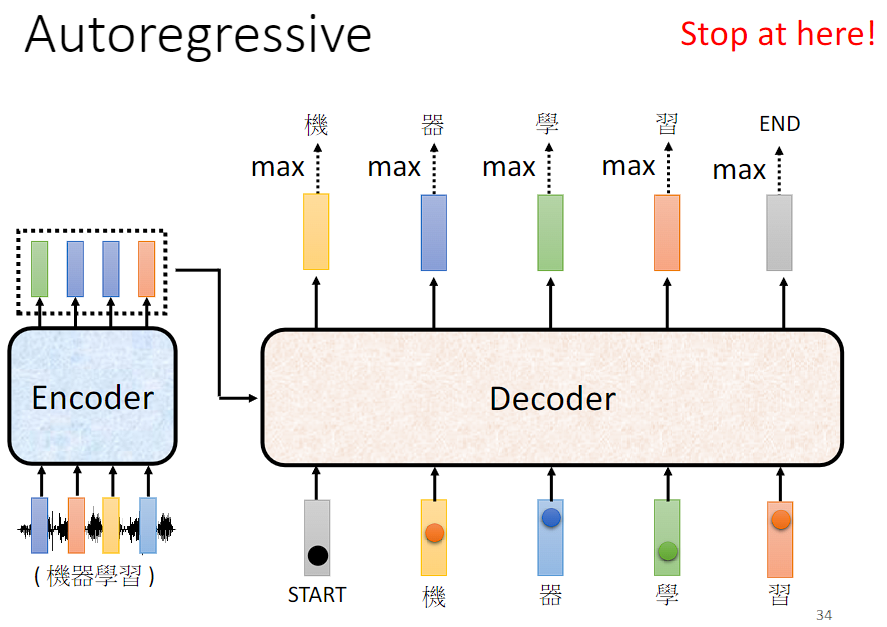 Autoregressive
Stop at here!
機 器 學 習 END
max max max max max
Encoder
Decoder
(機器學習)
START 機 器 學 習
34